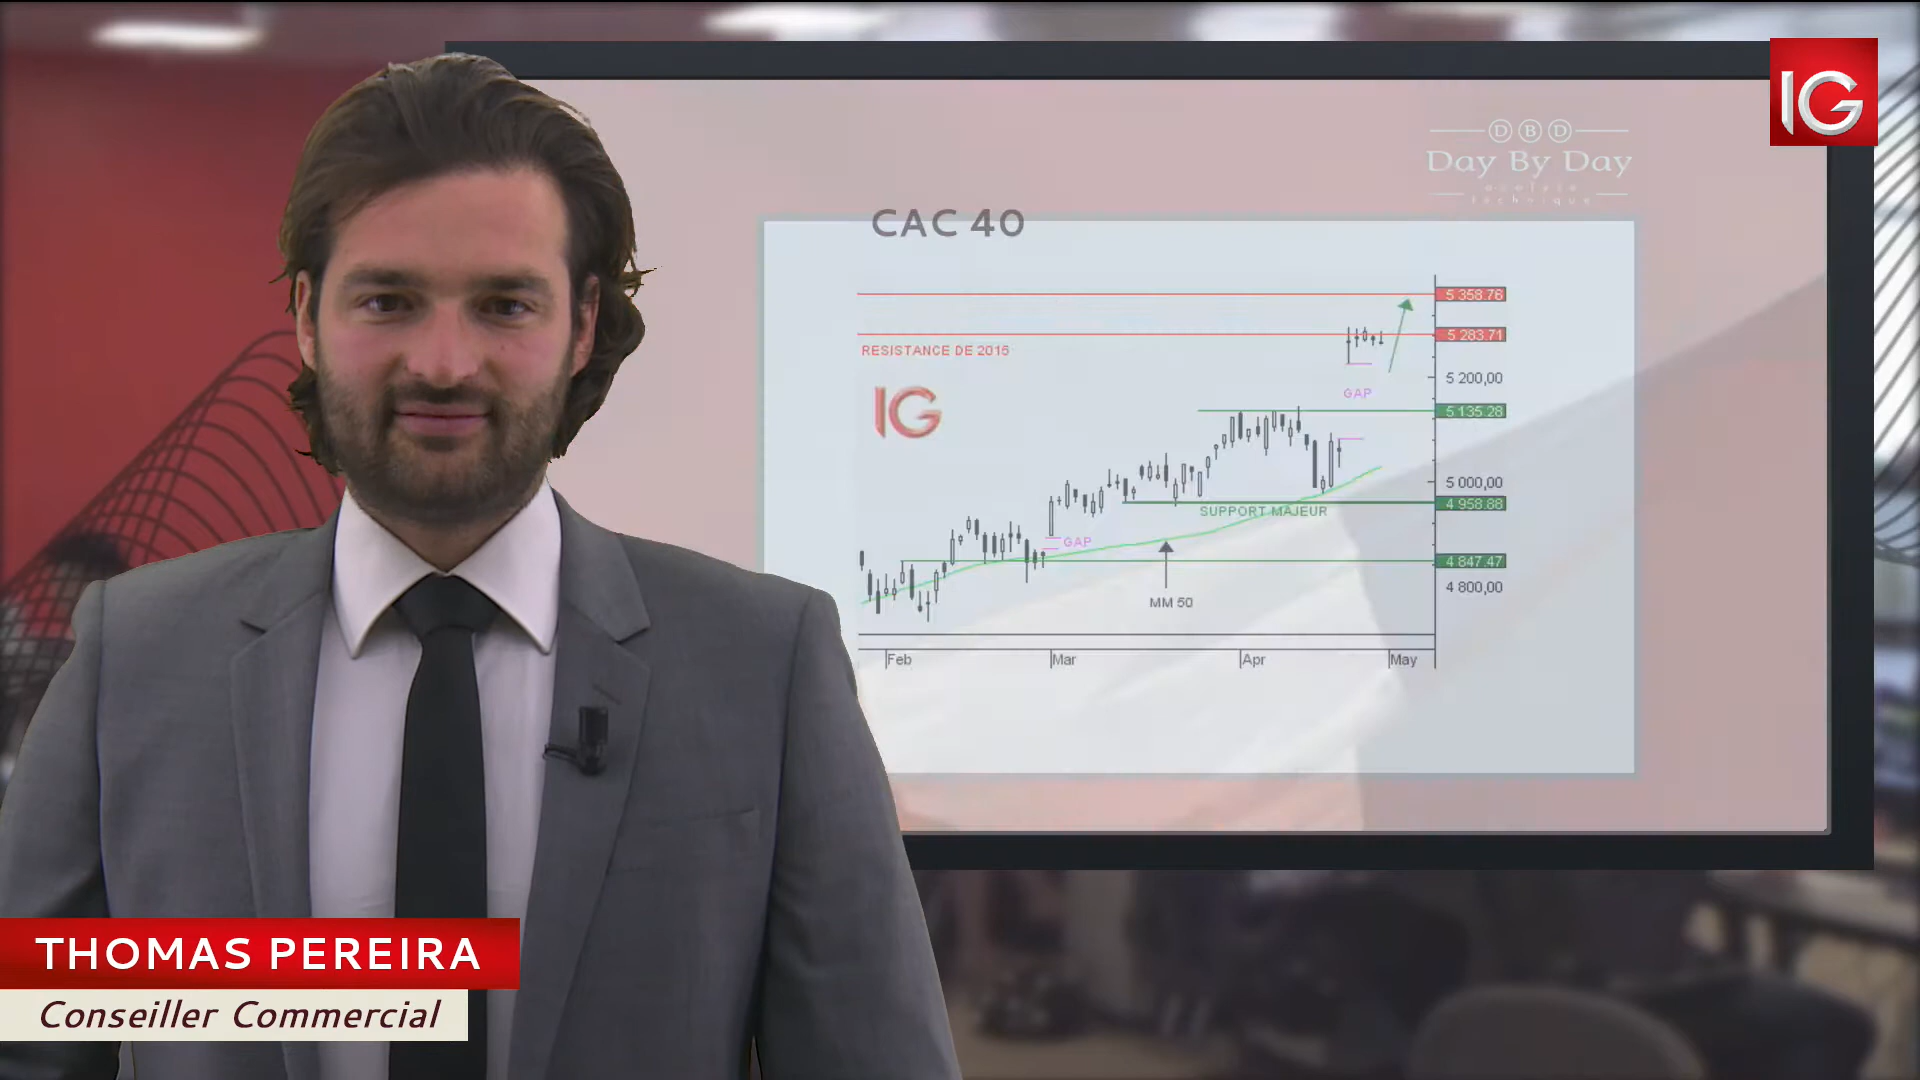 IG
D B D
Day By Day
technique
CAC 40
5 358.76
5 283.71
RESISTANCE DE 2015
5 200,00
GAP
5 135.28
IG
5 000,00
4 958.88
SUPPORT MAJEUR
GAP
4 847.47
4 800,00
MM 50
Feb Mar Apr May
THOMAS PEREIRA
Conseiller Commercial